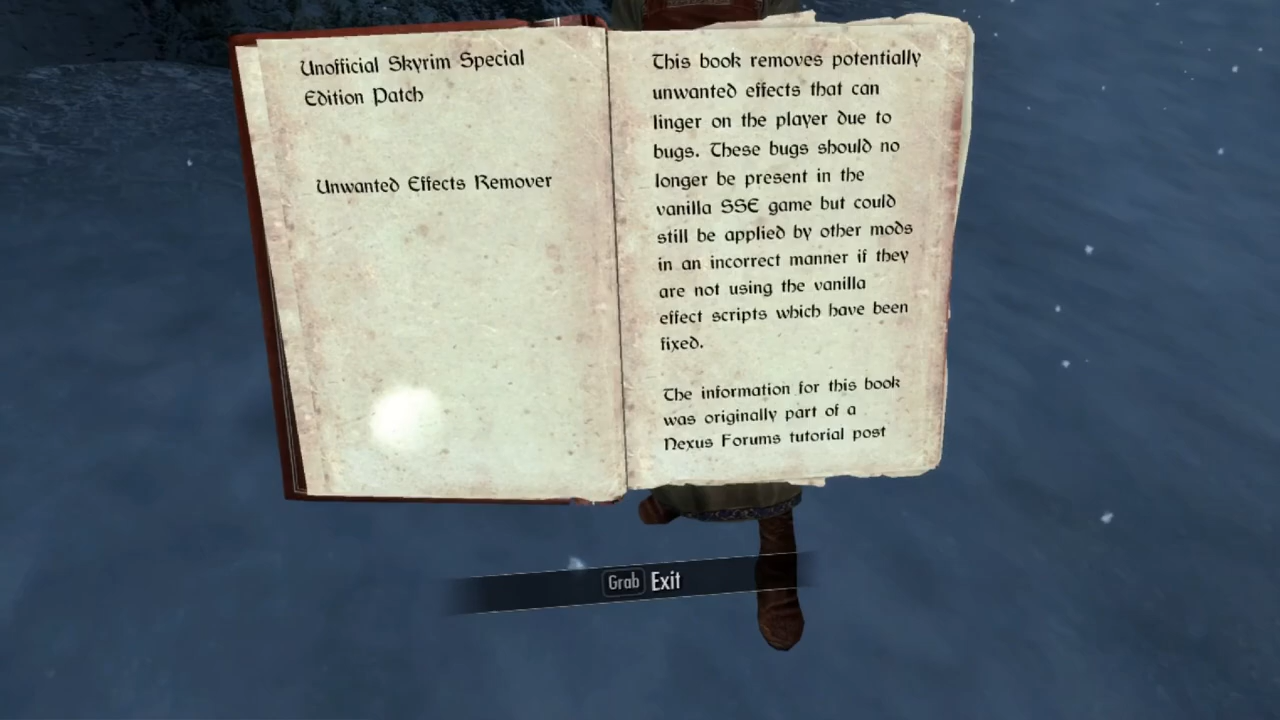 Unofficial Skyrim Special
Edition Patch
Unwanted Effects Remover
This book removes potentially
unwanted effects that can
linger on the player due to
bugs. These bugs should no
longer be present in the
vanilla SSE game but could
still be applied by other mods
in an incorrect manner if they
are not using the vanilla
effect scripts which have been
fixed.
The information for this book
was originally part of a
Nexus Forums tutorial post
Grab Exit